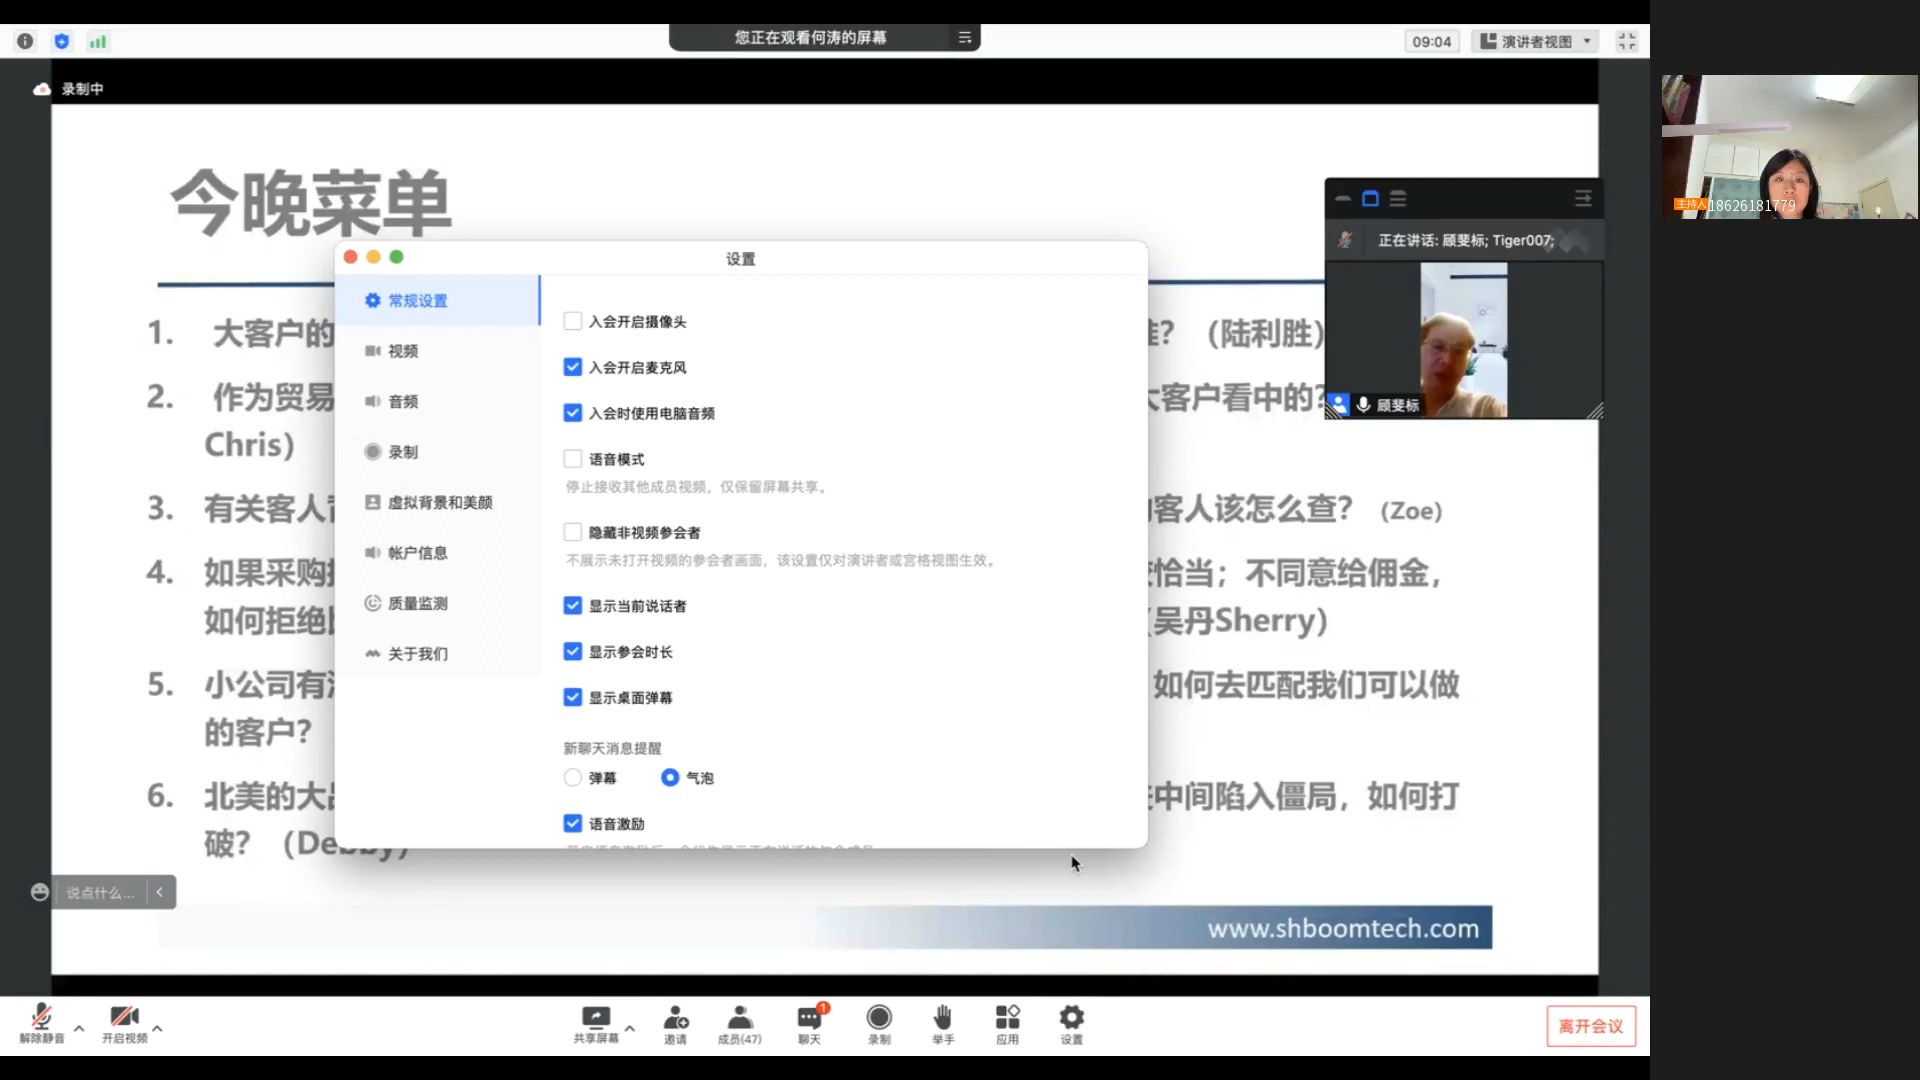 您正在观看何涛的屏幕
09:04
演讲者视图
录制中
今晚菜单
正在讲话: 顾斐标; Tiger007;
顾斐标
主持人 18626181779
1. 大客户的
?（陆利胜）
2. 作为贸易
大客户看中的?
Chris)
3. 有关客人
客人该怎么查? (Zoe)
4. 如果采购
恰当；不同意给佣金，
如何拒绝
吴丹Sherry）
5. 小公司有
如何去匹配我们可以做
的客户?
6. 北美的大
中间陷入僵局，如何打
破? （Debby）
设置
常规设置
视频
音频
录制
虚拟背景和美颜
帐户信息
质量监测
关于我们
入会开启摄像头
入会开启麦克风
入会时使用电脑音频
语音模式
停止接收其他成员视频，仅保留屏幕共享。
隐藏非视频参会者
不展示未打开视频的参会者画面，该设置仅对演讲者或宫格视图生效。
显示当前说话者
显示参会时长
显示桌面弹幕
新聊天消息提醒
弹幕 气泡
语音激励
说点什么...
www.shboomtech.com
解除静音
开启视频
共享屏幕
邀请
成员(47)
聊天
1
录制
举手
应用
设置
离开会议